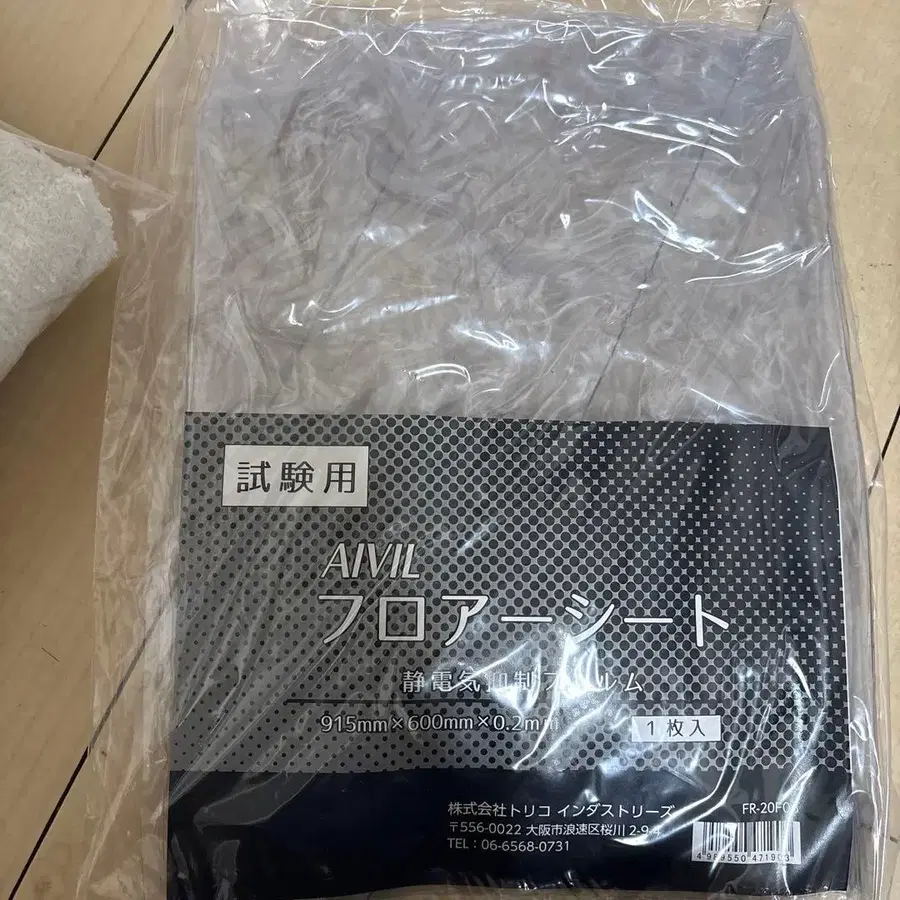 試験用
AIVIL
フロアーシート
静電気抑制フィルム
915mm×600mm×0.2mm
1枚入
株式会社トリコ インダストリーズ
〒556-0022 大阪市浪速区桜川 2-9-4
TEL：06-6568-0731
4 989550 471903